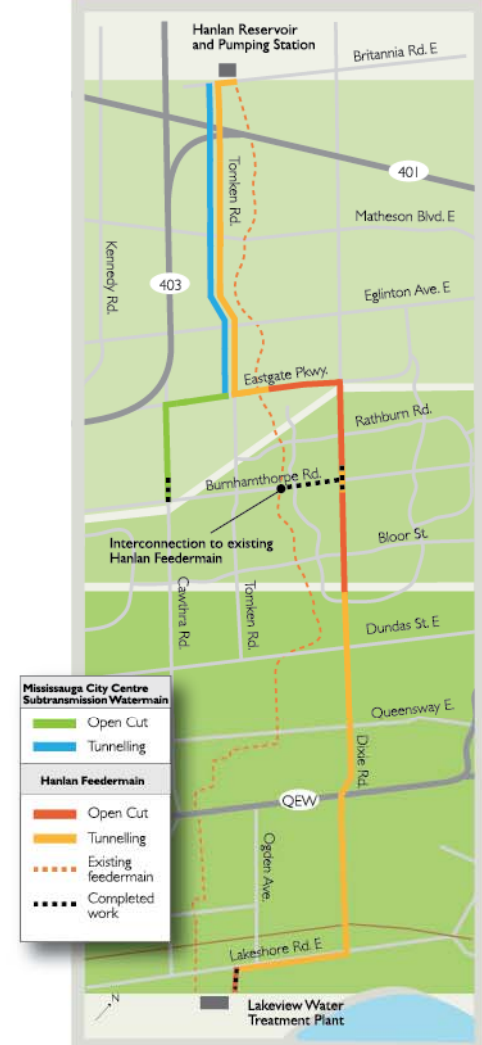 Hanlan Reservoir
and Pumping Station
Britannia Rd. E
401
Tomken Rd.
Matheson Blvd. E
Kennedy Rd.
403
Eglinton Ave. E
Eastgate Pkwy.
Rathburn Rd.
Burnhamthorpe Rd.
Interconnection to existing
Hanlan Feedermain
Bloor St.
Cawthra Rd.
Tomken Rd.
Dundas St. E
Mississauga City Centre
Subtransmission Watermain
Open Cut
Tunnelling
Hanlan Feedermain
Open Cut
Tunnelling
Existing
feedermain
Completed
work
Queensway E.
Dixie Rd.
QEW
Ogden Ave.
Lakeshore Rd. E
N
Lakeview Water
Treatment Plant